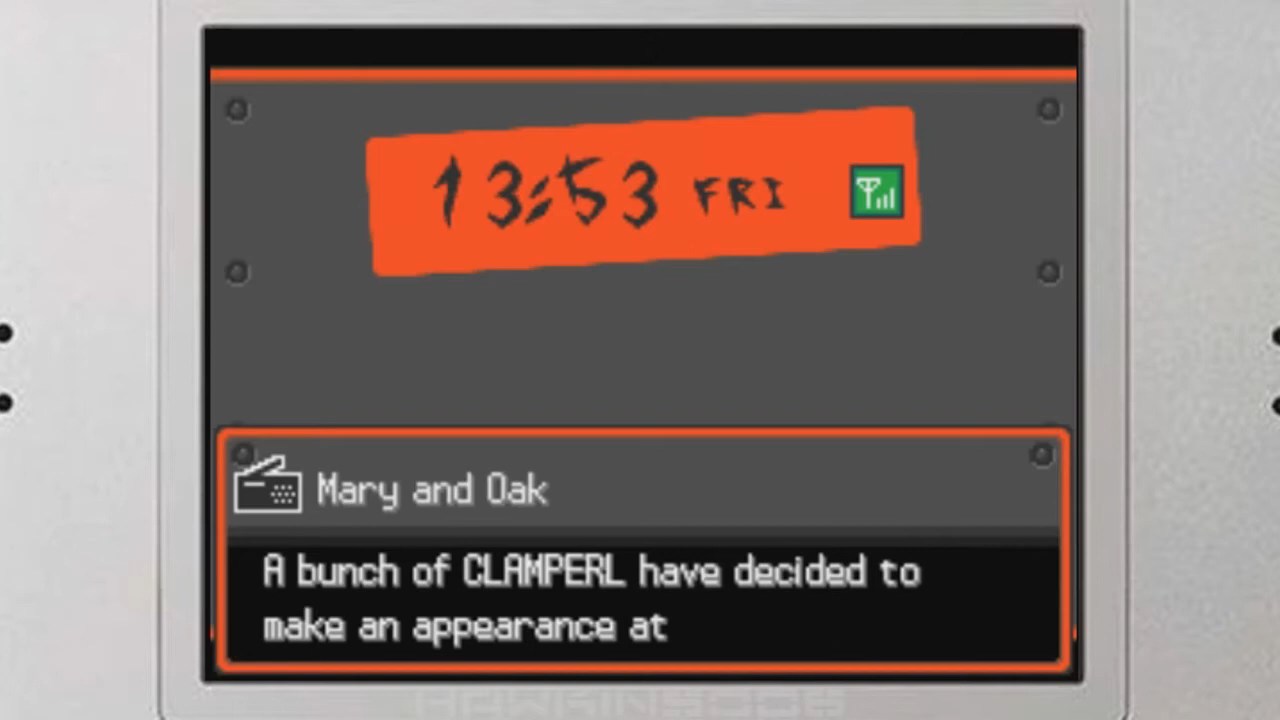 13:53 FRI
Mary and Oak
A bunch of CLAMPERL have decided to
make an appearance at